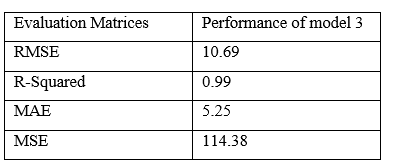 Evaluation Matrices Performance of model 3
RMSE 10.69
R-Squared 0.99
MAE 5.25
MSE 114.38